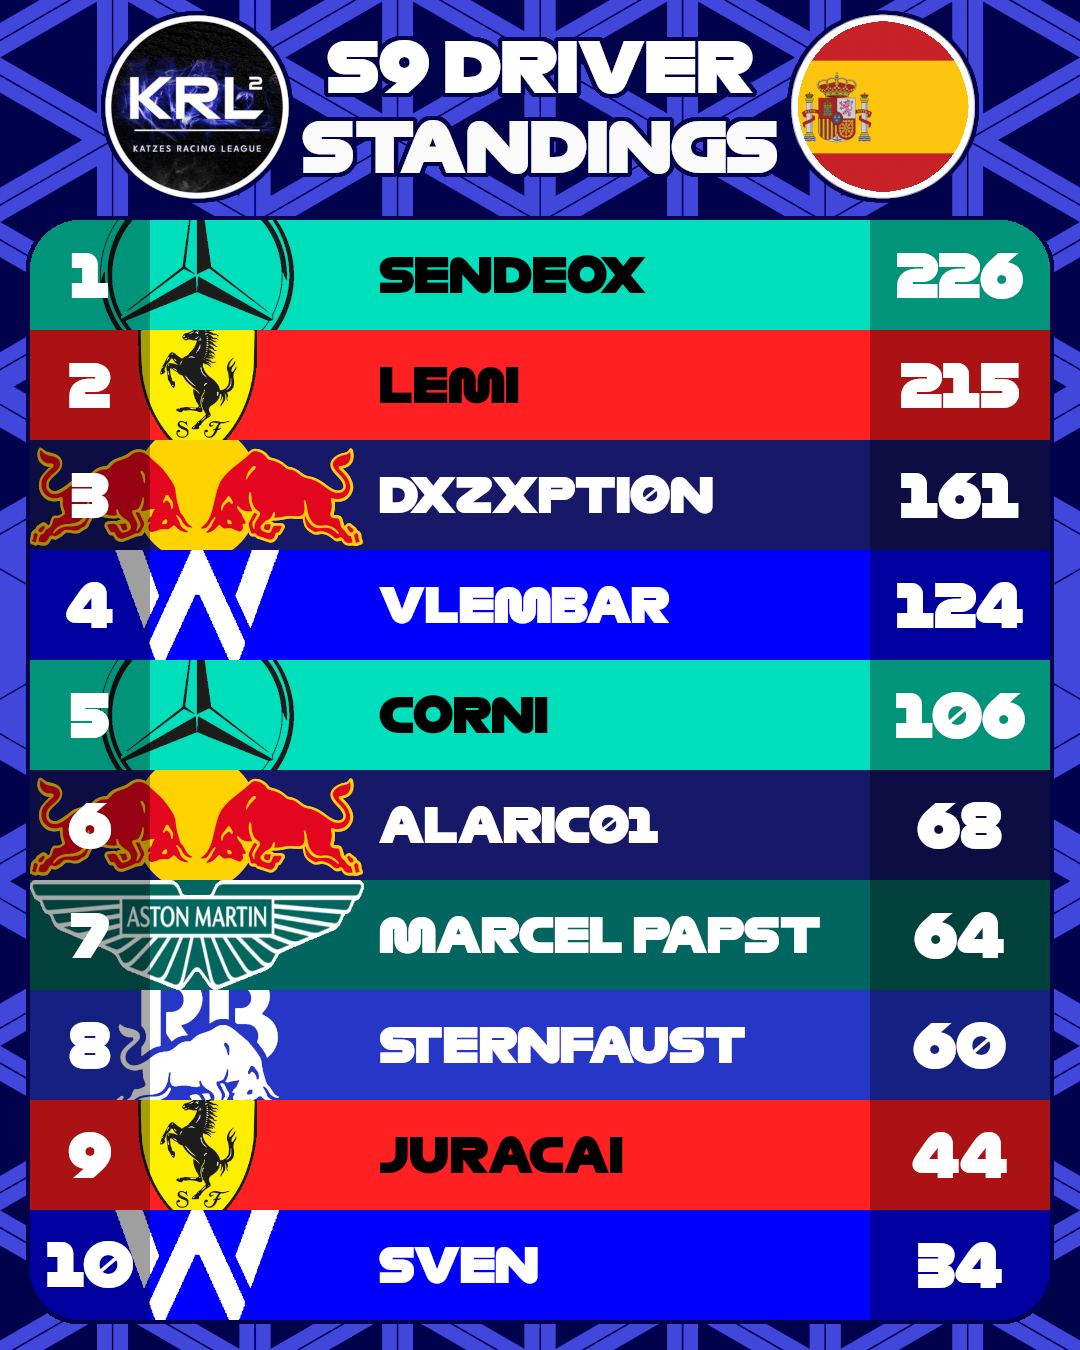 KRL²
KATZES RACING LEAGUE
S9 DRIVER
STANDINGS
1 SENDEOX 226
2 S F LEMI 215
3 DXZXPTION 161
4 W VLEMBAR 124
5 CORNI 106
6 ALARIC01 68
7 ASTON MARTIN MARCEL PAPST 64
8 RB STERNFAUST 60
9 S F JURACAI 44
10 W SVEN 34